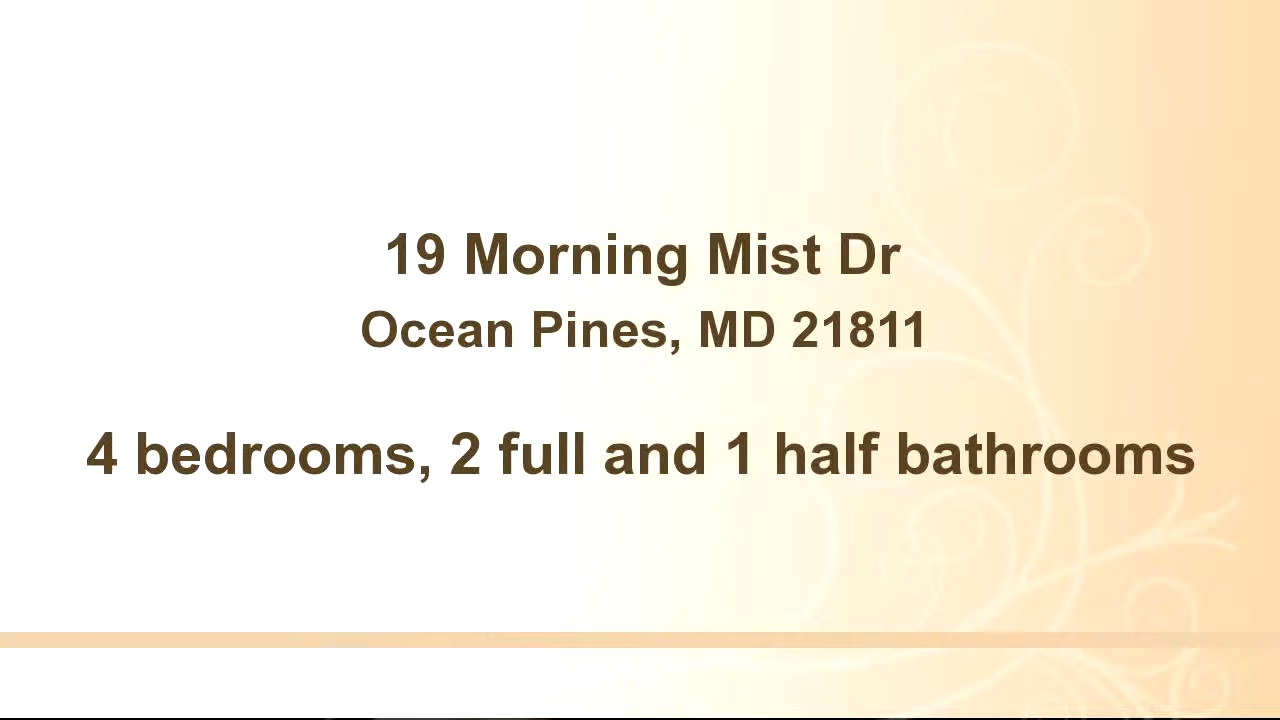 19 Morning Mist Dr
Ocean Pines, MD 21811
4 bedrooms, 2 full and 1 half bathrooms